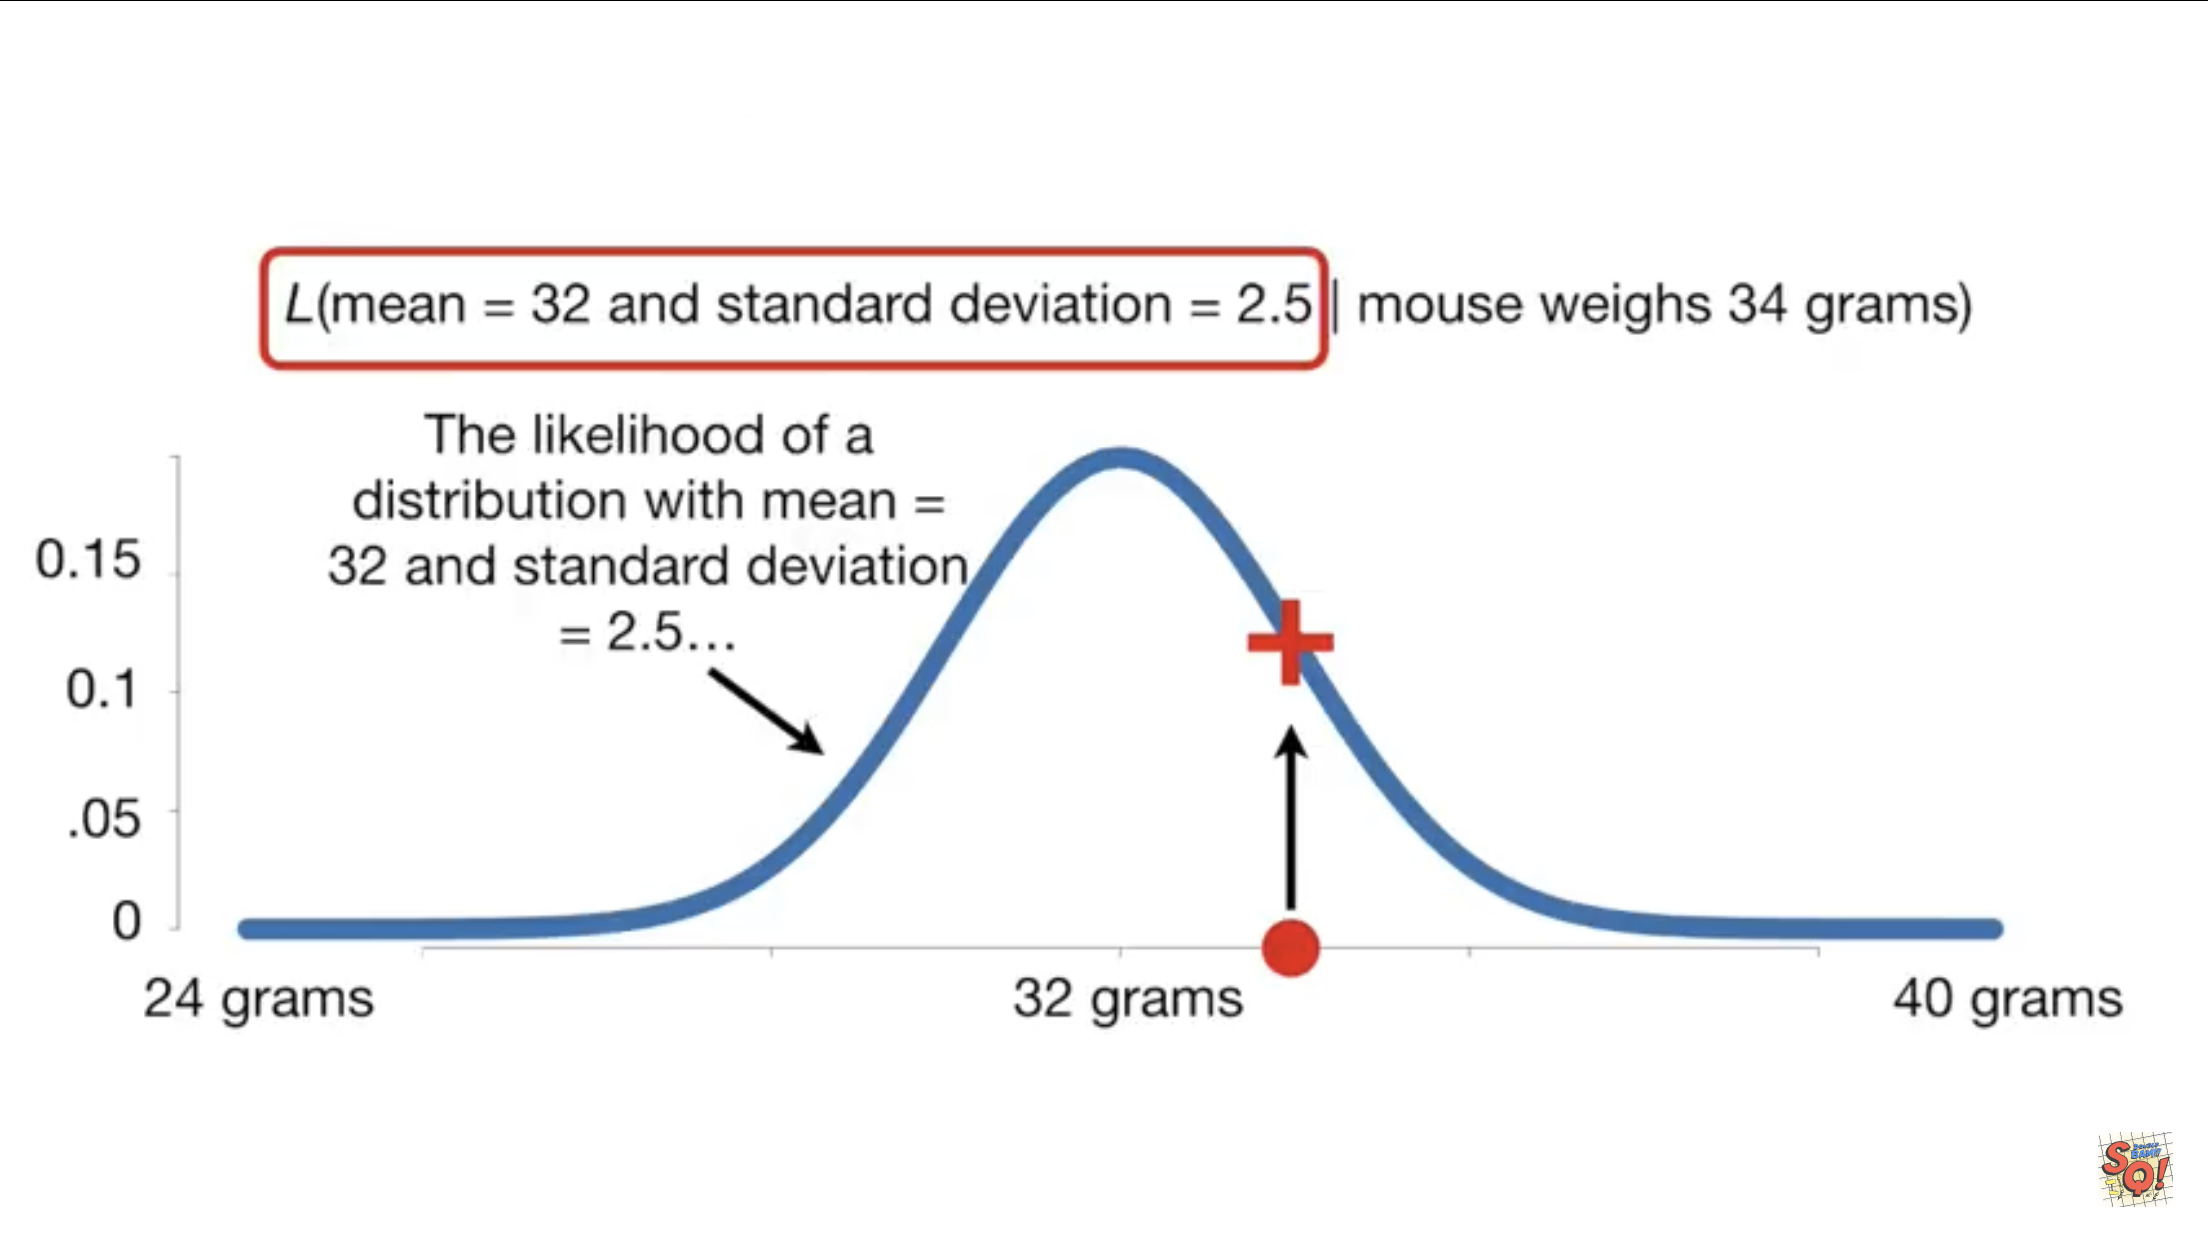 L(mean = 32 and standard deviation = 2.5 | mouse weighs 34 grams)
The likelihood of a
distribution with mean =
32 and standard deviation
= 2.5...
0.15
0.1
.05
0
24 grams
32 grams
40 grams
SQ!